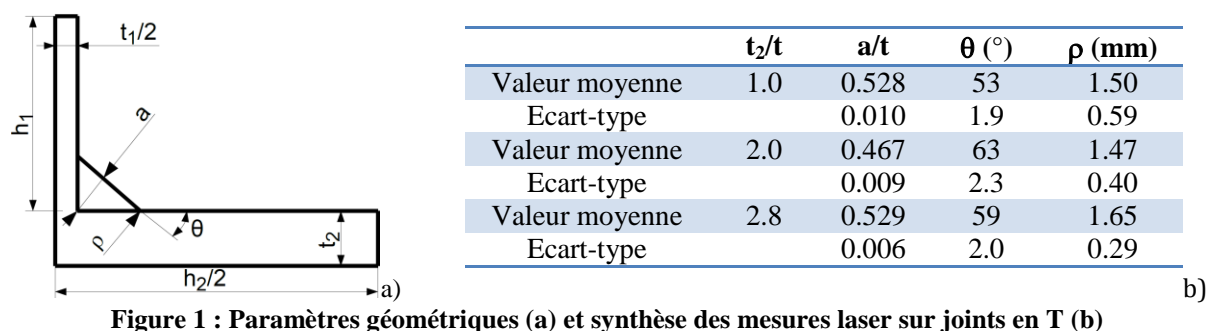 t₁/2
h₁
a
θ
ρ
t₂
h₂/2
a)
t₂/t a/t θ (°) ρ (mm)
Valeur moyenne 1.0 0.528 53 1.50
Ecart-type 0.010 1.9 0.59
Valeur moyenne 2.0 0.467 63 1.47
Ecart-type 0.009 2.3 0.40
Valeur moyenne 2.8 0.529 59 1.65
Ecart-type 0.006 2.0 0.29
b)
Figure 1 : Paramètres géométriques (a) et synthèse des mesures laser sur joints en T (b)